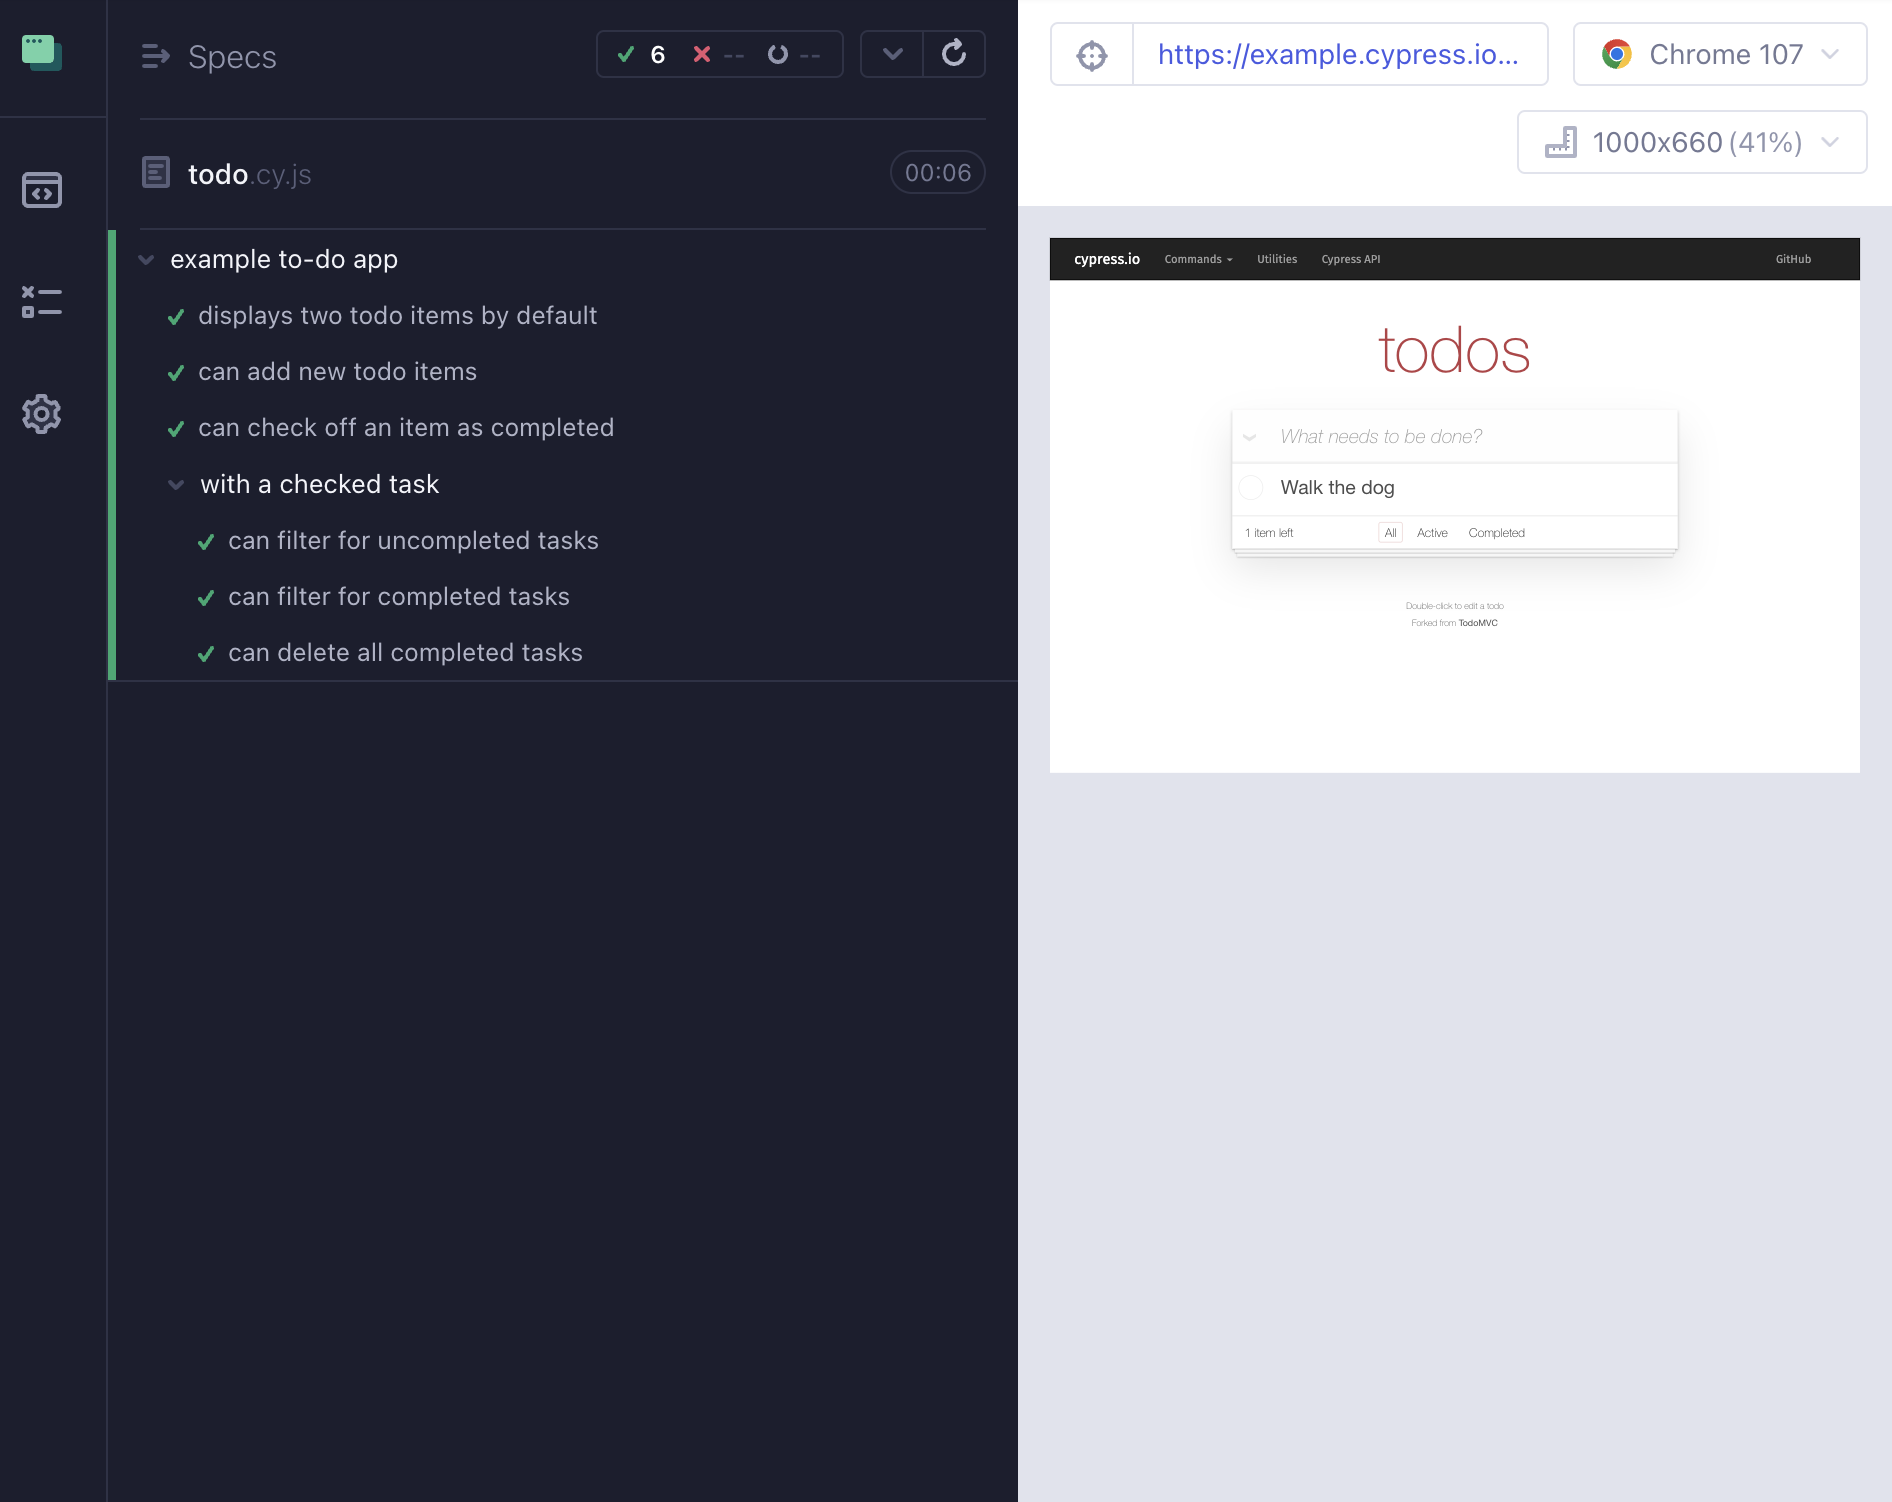 Specs
6 -- --
todo.cy.js
00:06
example to-do app
displays two todo items by default
can add new todo items
can check off an item as completed
with a checked task
can filter for uncompleted tasks
can filter for completed tasks
can delete all completed tasks
https://example.cypress.io...
Chrome 107
1000x660 (41%)
cypress.io Commands Utilities Cypress API GitHub
todos
What needs to be done?
Walk the dog
1 item left All Active Completed
Double-click to edit a todo
Forked from TodoMVC